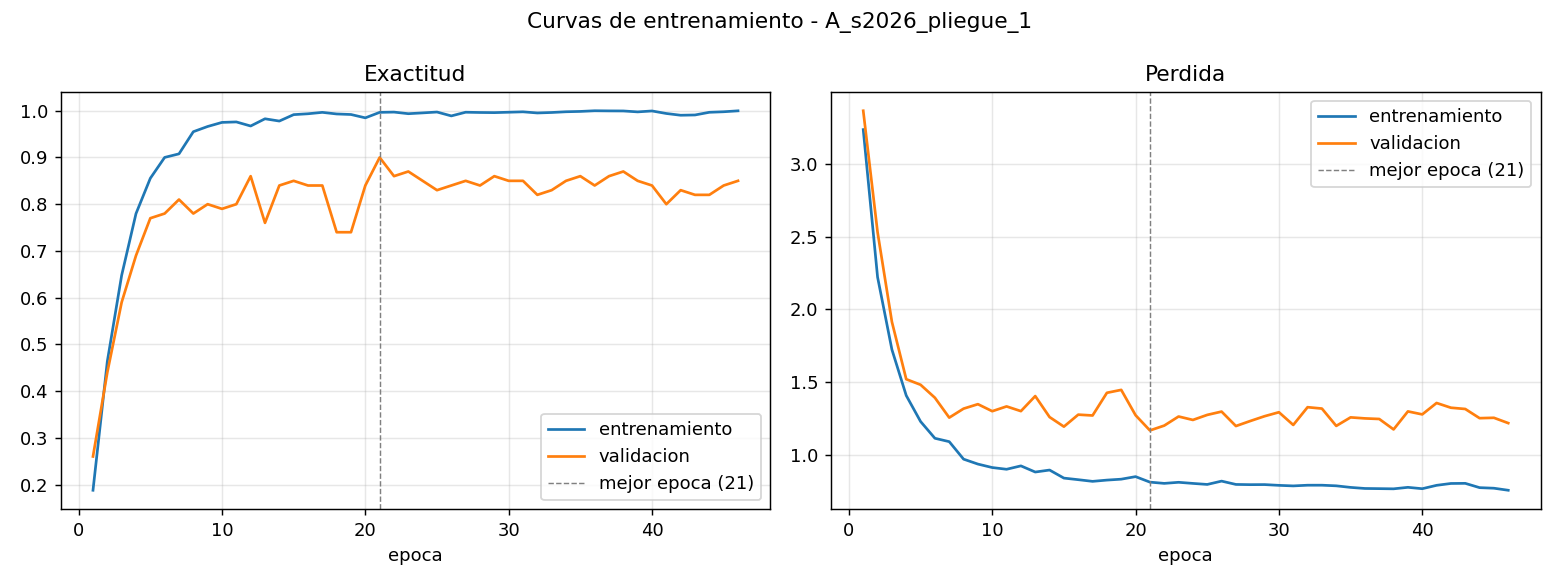 Curvas de entrenamiento - A_s2026_pliegue_1
Exactitud
1.0
0.9
0.8
0.7
0.6
0.5
0.4
0.3
0.2
0
10
20
30
40
epoca
entrenamiento
validacion
mejor epoca (21)
Perdida
3.0
2.5
2.0
1.5
1.0
0
10
20
30
40
epoca
entrenamiento
validacion
mejor epoca (21)